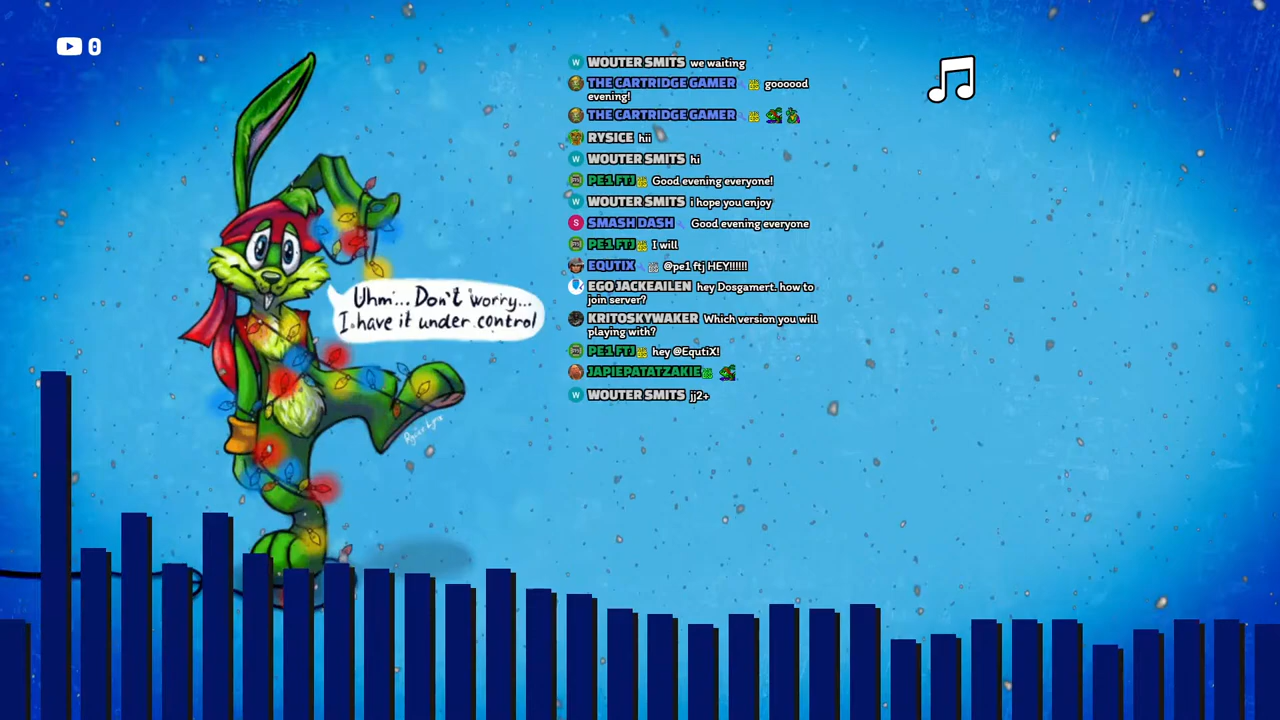 0
WOUTER SMITS we waiting
THE CARTRIDGE GAMER goooood
evening!
THE CARTRIDGE GAMER
RYSICE hii
W WOUTER SMITS hi
PE1 FTJ Good evening everyone!
W WOUTER SMITS i hope you enjoy
S SMASH DASH Good evening everyone
PE1 FTJ I will
EQUTIX @pe1 ftj HEY!!!!!!
EGO JACKEAILEN hey Dosgamert. how to
join server?
KRITOSKYWAKER Which version you will
playing with?
PE1 FTJ hey @EqutiX!
JAPIEPATATZAKIE
W WOUTER SMITS jj2+
Uhm... Don't worry...
I have it under control